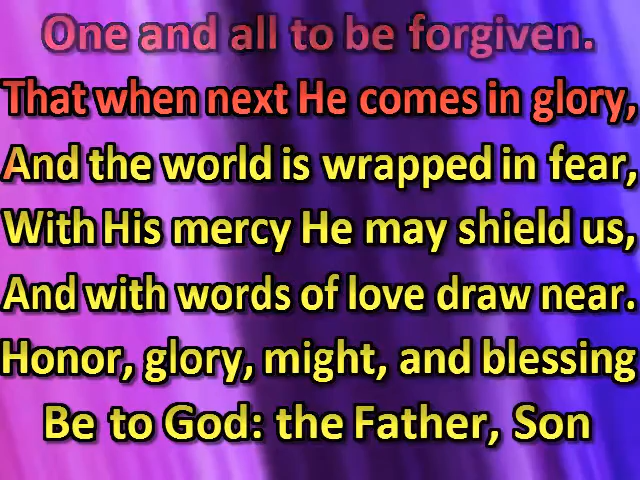 One and all to be forgiven.
That when next He comes in glory,
And the world is wrapped in fear,
With His mercy He may shield us,
And with words of love draw near.
Honor, glory, might, and blessing
Be to God: the Father, Son